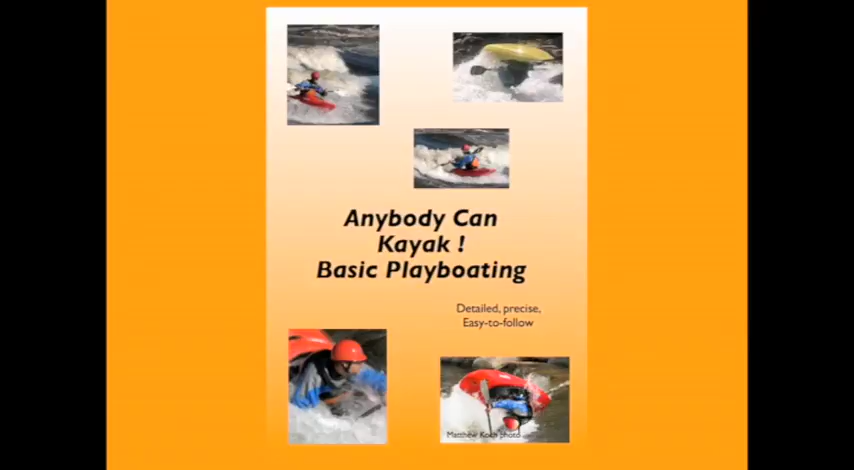 Anybody Can
Kayak !
Basic Playboating
Detailed, precise,
Easy-to-follow
Matthew Koch photo